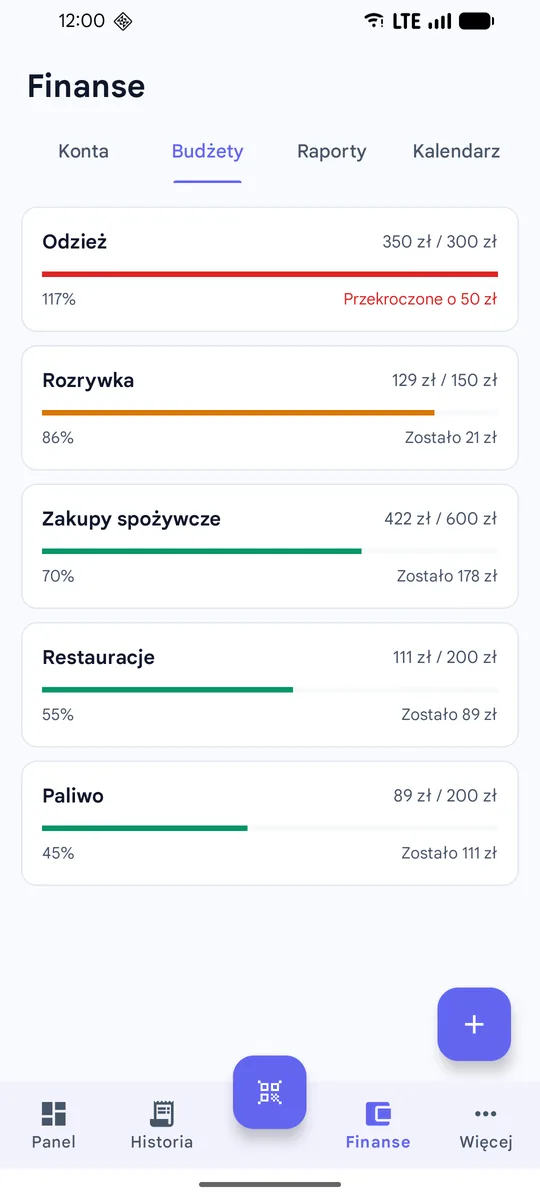 12:00 LTE
Finanse
Konta Budżety Raporty Kalendarz
Odzież 350 zł / 300 zł
117% Przekroczone o 50 zł
Rozrywka 129 zł / 150 zł
86% Zostało 21 zł
Zakupy spożywcze 422 zł / 600 zł
70% Zostało 178 zł
Restauracje 111 zł / 200 zł
55% Zostało 89 zł
Paliwo 89 zł / 200 zł
45% Zostało 111 zł
+
Panel Historia Finanse Więcej